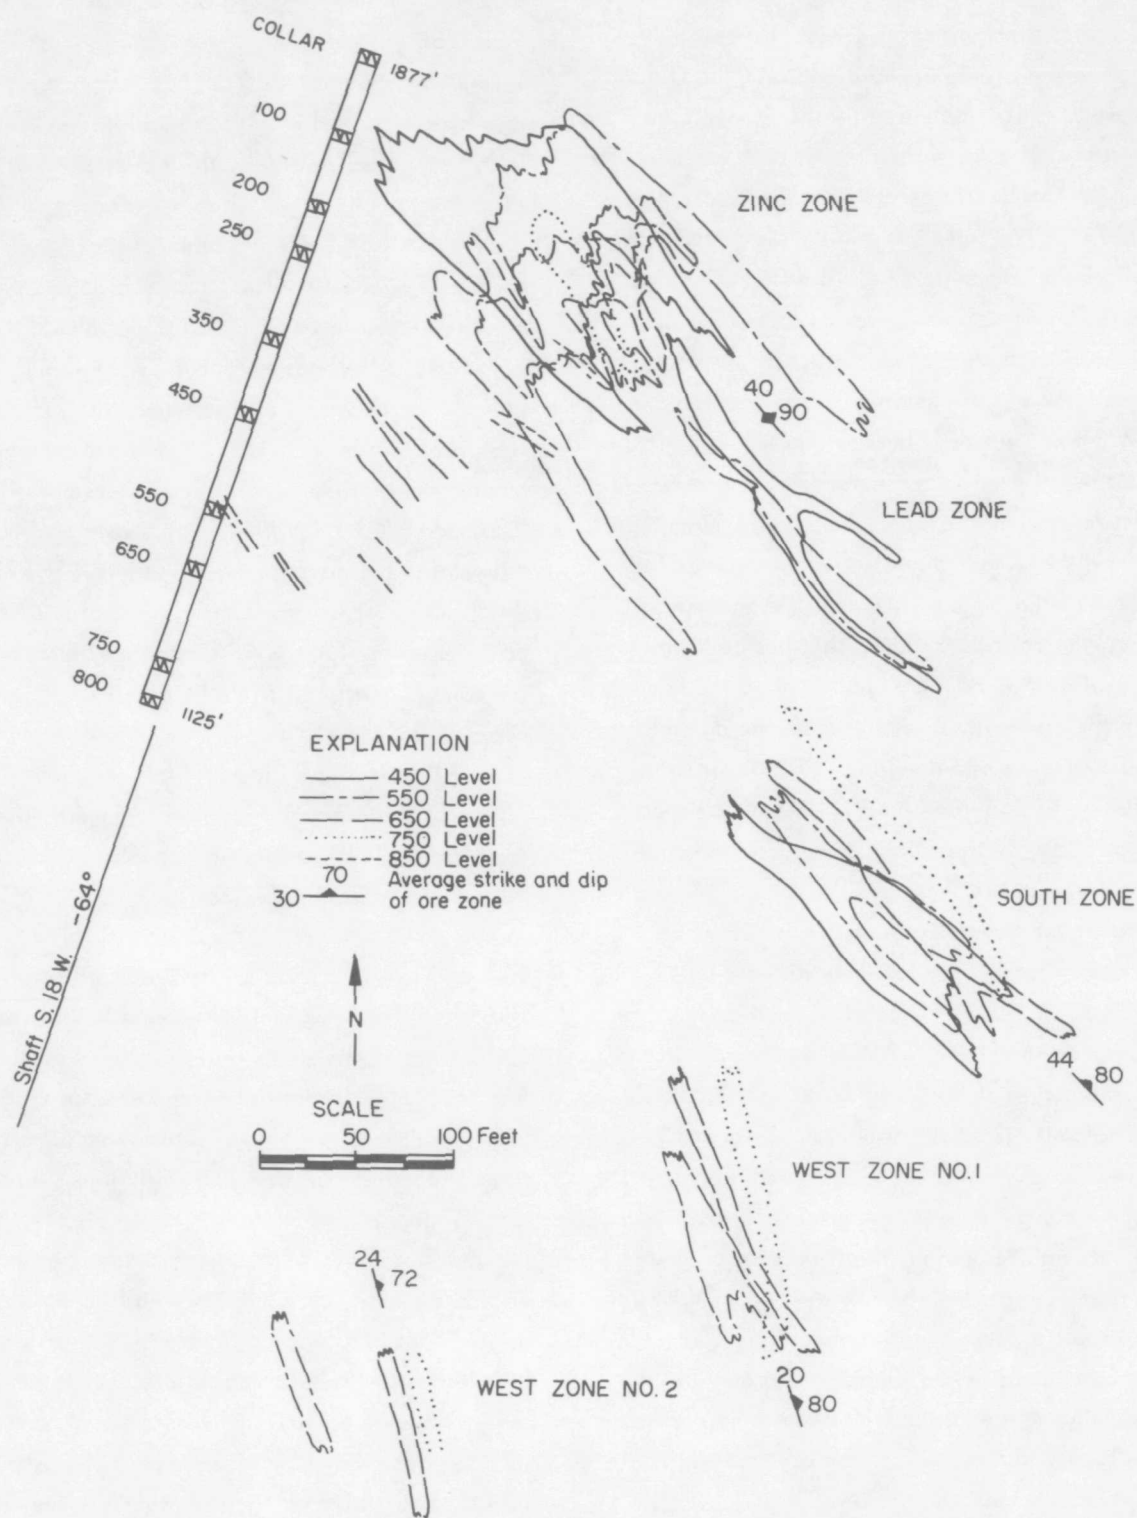 COLLAR
1877'
100
200
250
350
450
550
650
750
800
1125'
Shaft S. 18 W. -64°
ZINC ZONE
40
90
LEAD ZONE
EXPLANATION
450 Level
550 Level
650 Level
750 Level
850 Level
30 70 Average strike and dip
of ore zone
N
SCALE
0 50 100 Feet
SOUTH ZONE
44
80
WEST ZONE NO. 1
20
80
24
72
WEST ZONE NO. 2